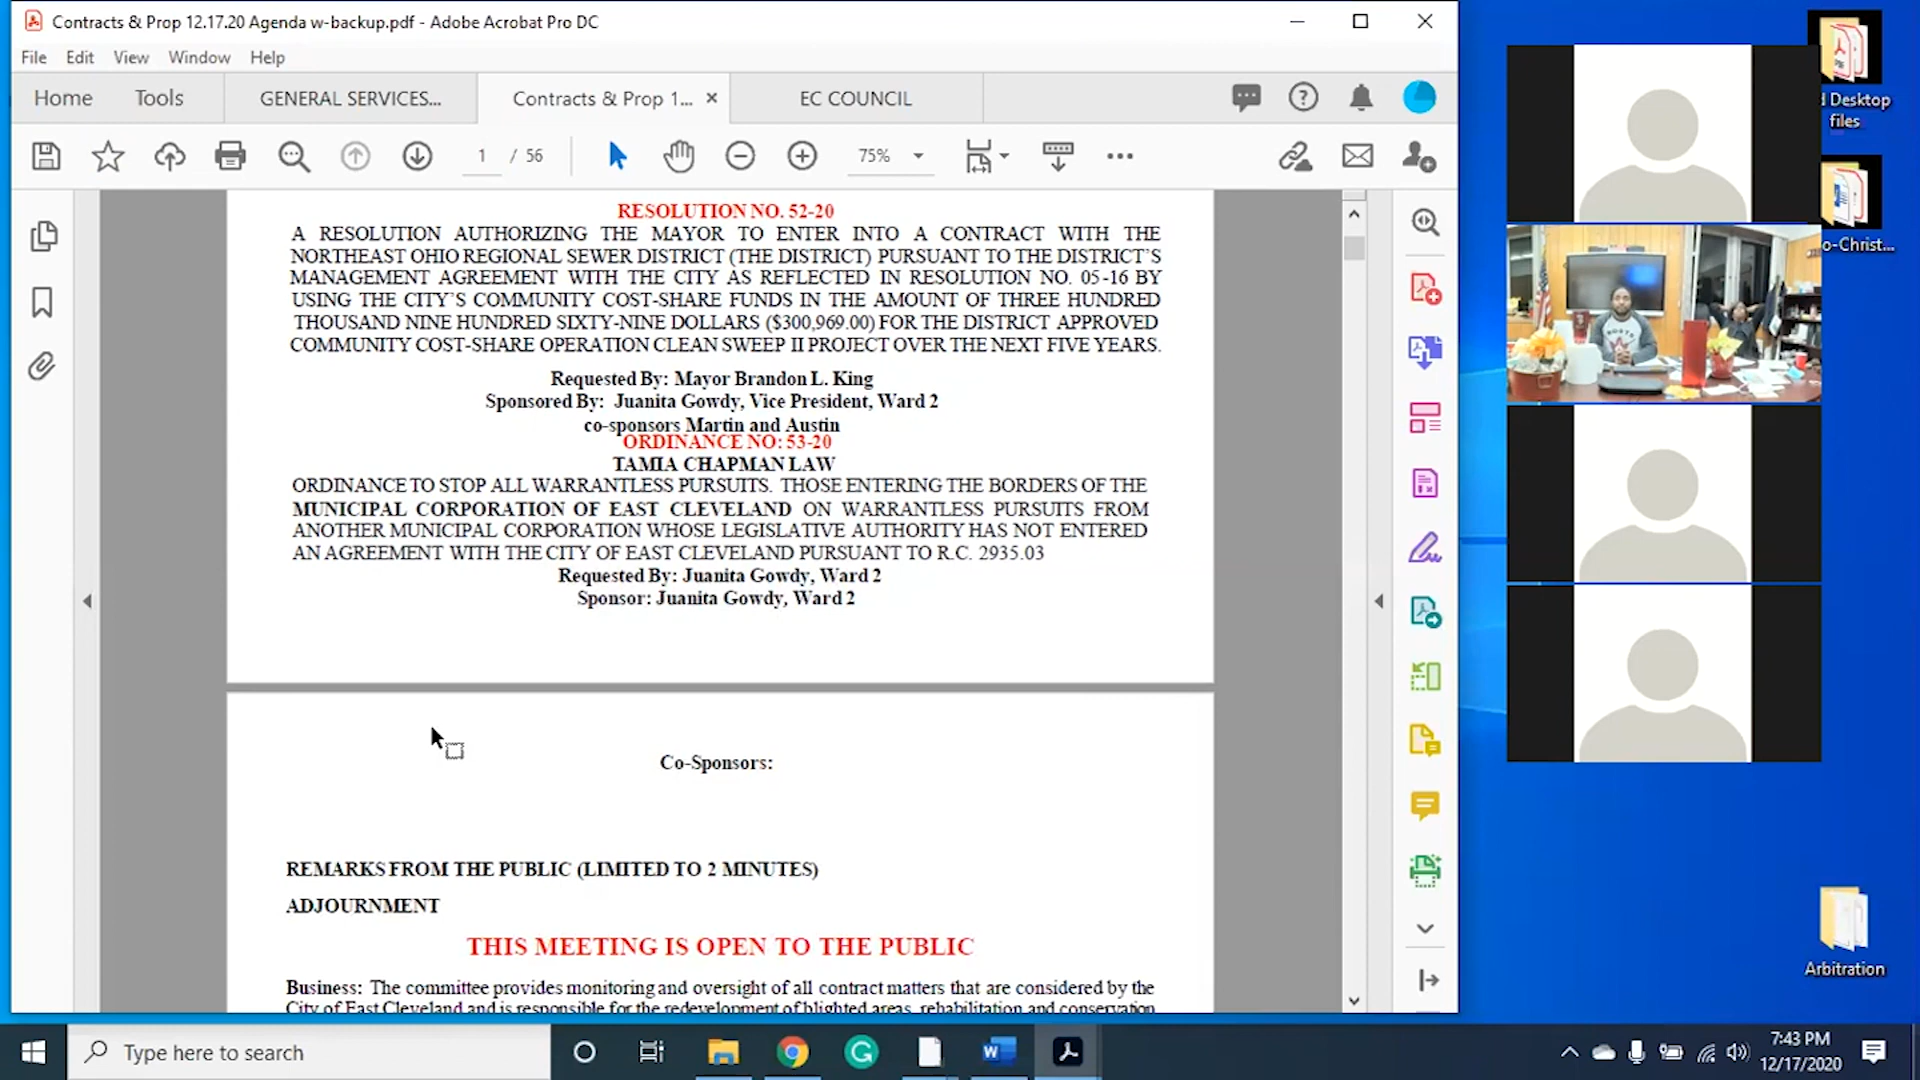 Contracts & Prop 12.17.20 Agenda w-backup.pdf - Adobe Acrobat Pro DC
File Edit View Window Help
Home Tools GENERAL SERVICES... Contracts & Prop 1... EC COUNCIL
1 / 56 75%
RESOLUTION NO. 52-20
A RESOLUTION AUTHORIZING THE MAYOR TO ENTER INTO A CONTRACT WITH THE
NORTHEAST OHIO REGIONAL SEWER DISTRICT (THE DISTRICT) PURSUANT TO THE DISTRICT'S
MANAGEMENT AGREEMENT WITH THE CITY AS REFLECTED IN RESOLUTION NO. 05-16 BY
USING THE CITY'S COMMUNITY COST-SHARE FUNDS IN THE AMOUNT OF THREE HUNDRED
THOUSAND NINE HUNDRED SIXTY-NINE DOLLARS ($300,969.00) FOR THE DISTRICT APPROVED
COMMUNITY COST-SHARE OPERATION CLEAN SWEEP II PROJECT OVER THE NEXT FIVE YEARS.
Requested By: Mayor Brandon L. King
Sponsored By: Juanita Gowdy, Vice President, Ward 2
co-sponsors Martin and Austin
ORDINANCE NO: 53-20
TAMIA CHAPMAN LAW
ORDINANCE TO STOP ALL WARRANTLESS PURSUITS. THOSE ENTERING THE BORDERS OF THE
MUNICIPAL CORPORATION OF EAST CLEVELAND ON WARRANTLESS PURSUITS FROM
ANOTHER MUNICIPAL CORPORATION WHOSE LEGISLATIVE AUTHORITY HAS NOT ENTERED
AN AGREEMENT WITH THE CITY OF EAST CLEVELAND PURSUANT TO R.C. 2935.03
Requested By: Juanita Gowdy, Ward 2
Sponsor: Juanita Gowdy, Ward 2
Co-Sponsors:
REMARKS FROM THE PUBLIC (LIMITED TO 2 MINUTES)
ADJOURNMENT
THIS MEETING IS OPEN TO THE PUBLIC
Business: The committee provides monitoring and oversight of all contract matters that are considered by the
City of East Cleveland and is responsible for the redevelopment of blighted areas, rehabilitation and conservation
Desktop
files
o-Christ...
Arbitration
Type here to search
7:43 PM
12/17/2020